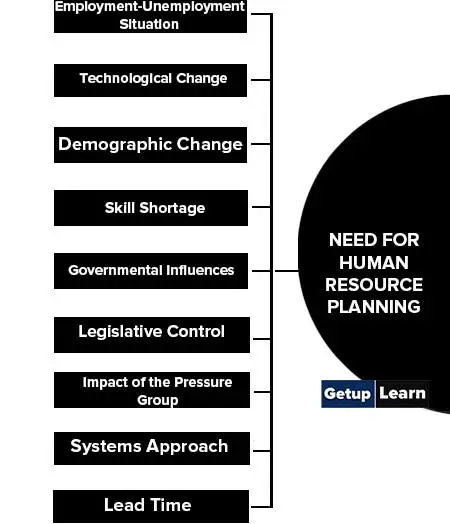 Employment-Unemployment
Situation
Technological Change
Demographic Change
Skill Shortage
Governmental Influences
Legislative Control
Impact of the Pressure
Group
Systems Approach
Lead Time
NEED FOR
HUMAN
RESOURCE
PLANNING
Getup Learn